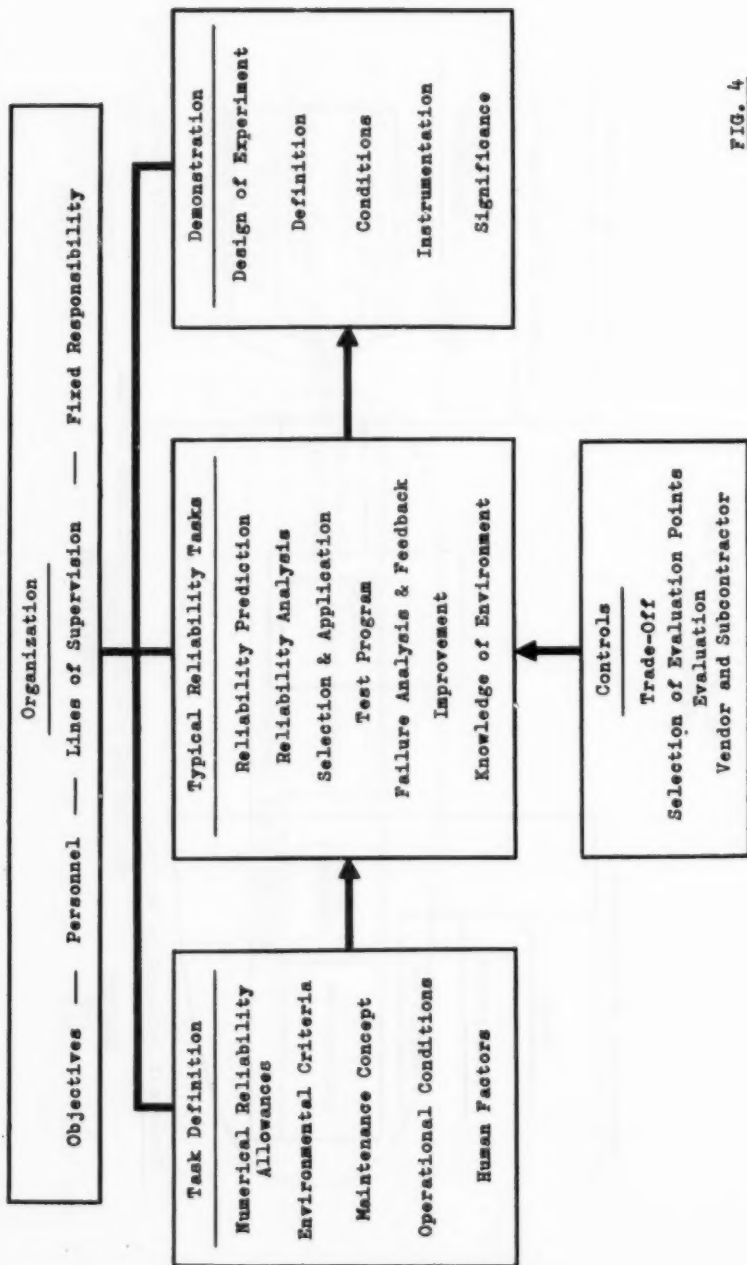 Organization
Objectives — Personnel — Lines of Supervision — Fixed Responsibility
Task Definition
Numerical Reliability
Allowances
Environmental Criteria
Maintenance Concept
Operational Conditions
Human Factors
Typical Reliability Tasks
Reliability Prediction
Reliability Analysis
Selection & Application
Test Program
Failure Analysis & Feedback
Improvement
Knowledge of Environment
Demonstration
Design of Experiment
Definition
Conditions
Instrumentation
Significance
Controls
Trade-Off
Selection of Evaluation Points
Evaluation
Vendor and Subcontractor
FIG. 4